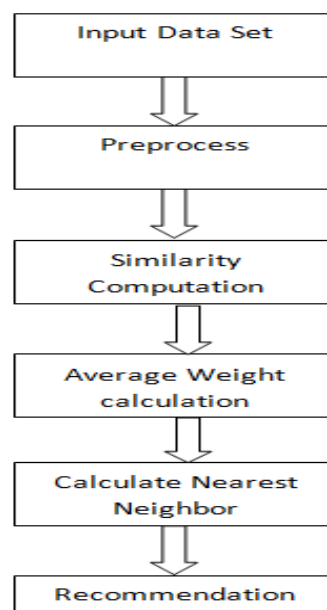 Input Data Set
Preprocess
Similarity
Computation
Average Weight
calculation
Calculate Nearest
Neighbor
Recommendation